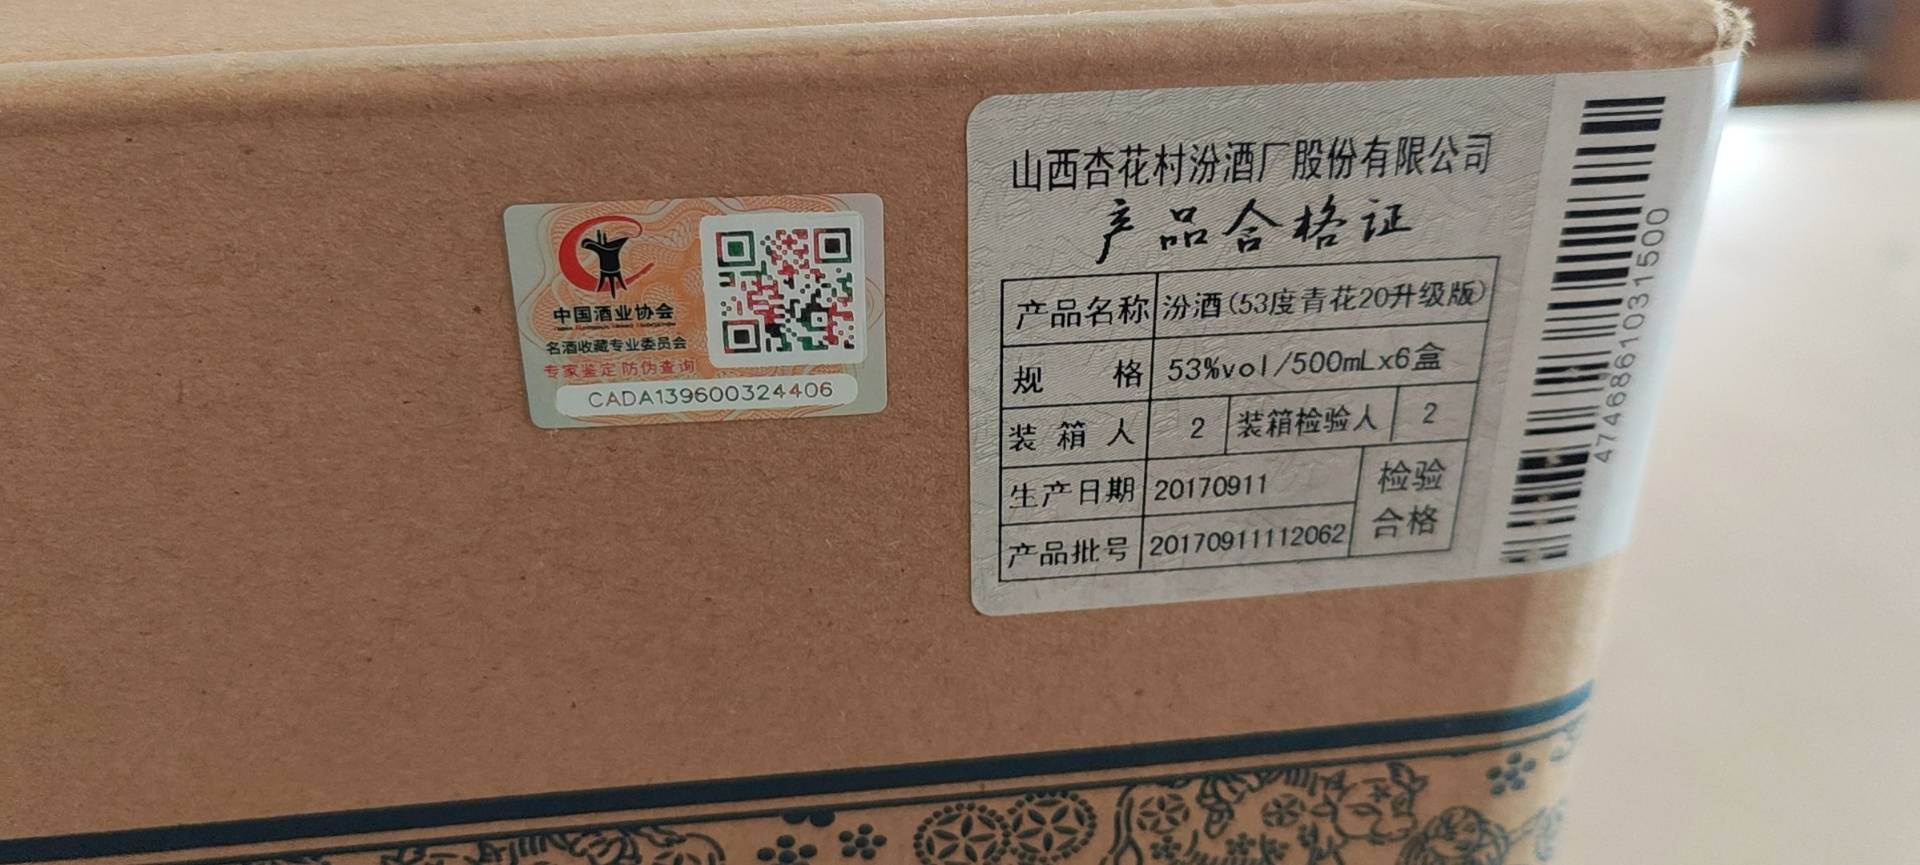 中国酒业协会
名酒收藏专业委员会
专家鉴定 防伪查询
CADA139600324406
山西杏花村汾酒厂股份有限公司
产品合格证
产品名称 汾酒(53度青花20升级版)
规 格 53%vol/500mLx6盒
装箱人 2 装箱检验人 2
生产日期 20170911 检验
产品批号 20170911112062 合格
4746861031500